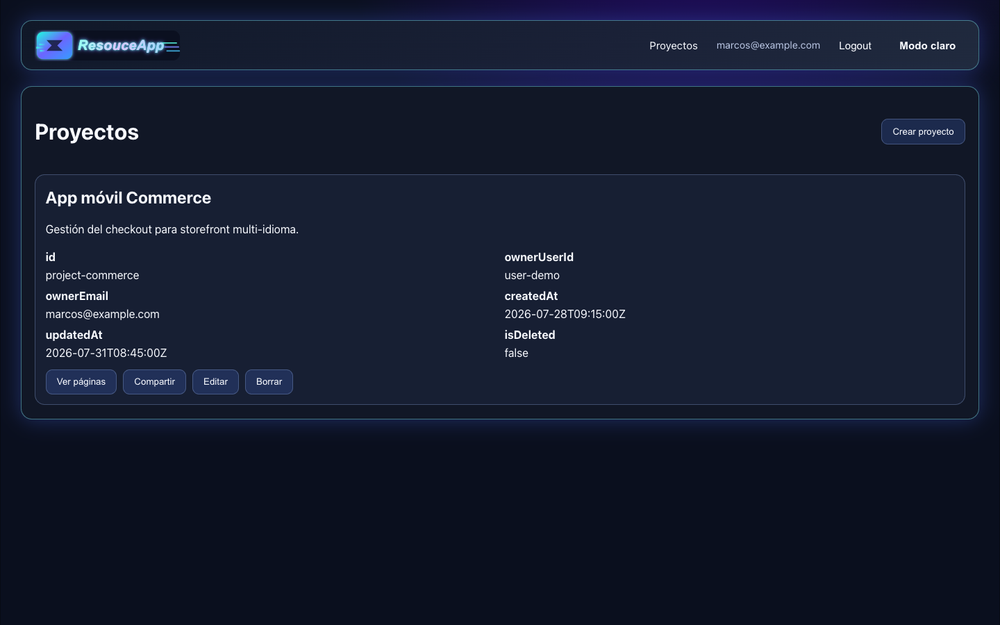 ResouceApp
Proyectos
marcos@example.com
Logout
Modo claro
Proyectos
Crear proyecto
App móvil Commerce
Gestión del checkout para storefront multi-idioma.
id
project-commerce
ownerUserId
user-demo
ownerEmail
marcos@example.com
createdAt
2026-07-28T09:15:00Z
updatedAt
2026-07-31T08:45:00Z
isDeleted
false
Ver páginas
Compartir
Editar
Borrar